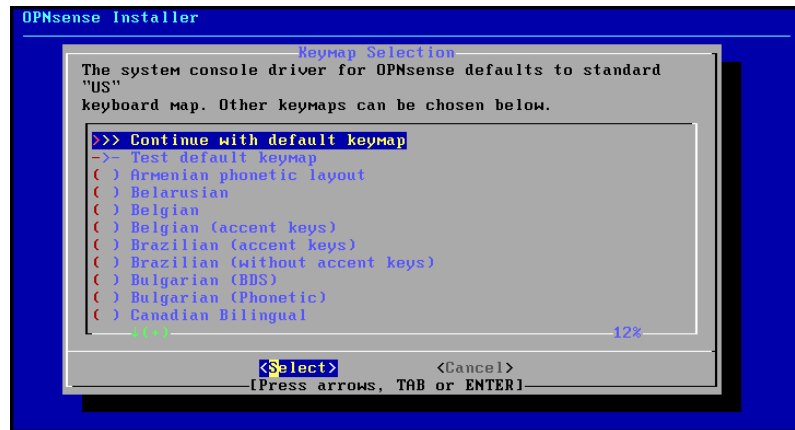 OPNsense Installer
Keymap Selection
The system console driver for OPNsense defaults to standard
"US"
keyboard map. Other keymaps can be chosen below.
>>> Continue with default keymap
->- Test default keymap
( ) Armenian phonetic layout
( ) Belarusian
( ) Belgian
( ) Belgian (accent keys)
( ) Brazilian (accent keys)
( ) Brazilian (without accent keys)
( ) Bulgarian (BDS)
( ) Bulgarian (Phonetic)
( ) Canadian Bilingual
↓(+) 12%
<Select> <Cancel>
[Press arrows, TAB or ENTER]